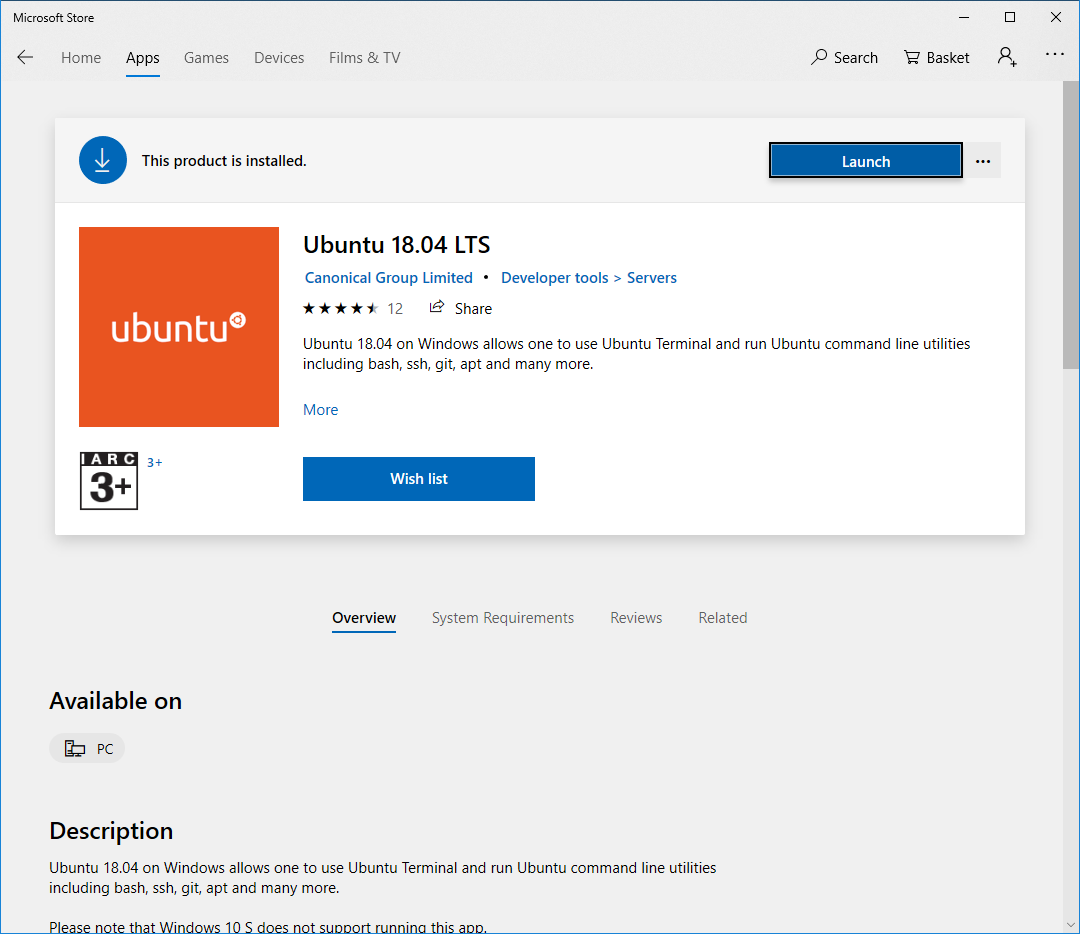 Microsoft Store
Home Apps Games Devices Films & TV Search Basket
This product is installed. Launch
ubuntu
Ubuntu 18.04 LTS
Canonical Group Limited • Developer tools > Servers
12 Share
Ubuntu 18.04 on Windows allows one to use Ubuntu Terminal and run Ubuntu command line utilities
including bash, ssh, git, apt and many more.
More
IARC
3+
3+
Wish list
Overview System Requirements Reviews Related
Available on
PC
Description
Ubuntu 18.04 on Windows allows one to use Ubuntu Terminal and run Ubuntu command line utilities
including bash, ssh, git, apt and many more.
Please note that Windows 10 S does not support running this app.